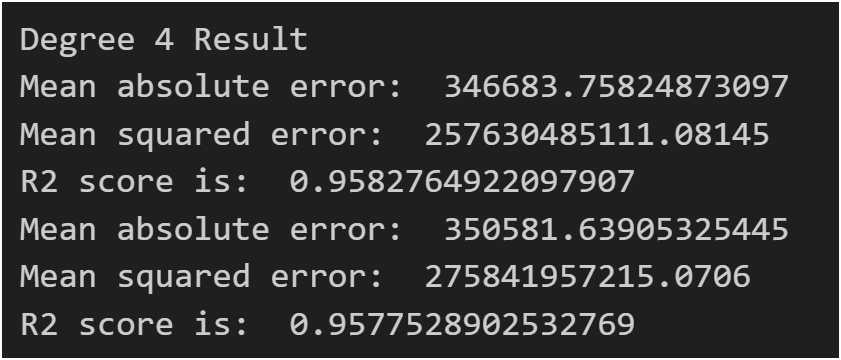 Degree 4 Result
Mean absolute error:  346683.75824873097
Mean squared error:  257630485111.08145
R2 score is:  0.9582764922097907
Mean absolute error:  350581.63905325445
Mean squared error:  275841957215.0706
R2 score is:  0.9577528902532769